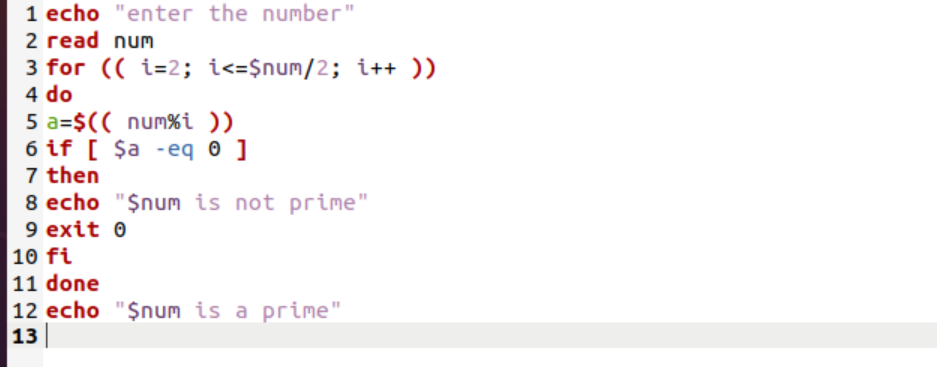 1 echo "enter the number"
2 read num
3 for (( i=2; i<=$num/2; i++ ))
4 do
5 a=$(( num%i ))
6 if [ $a -eq 0 ]
7 then
8 echo "$num is not prime"
9 exit 0
10 fi
11 done
12 echo "$num is a prime"
13